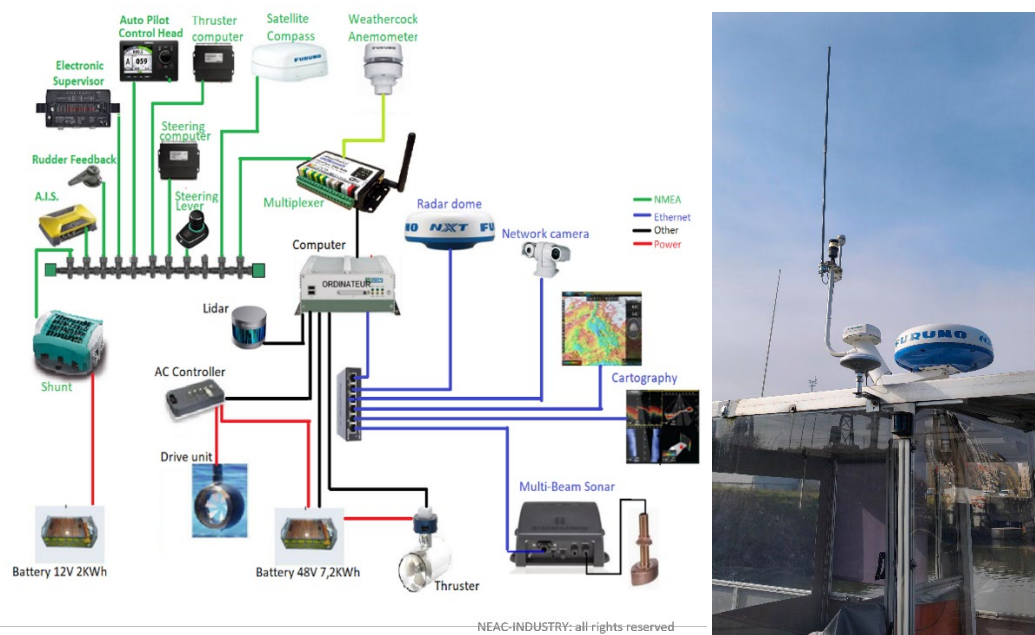 Auto Pilot
Control Head
Thruster
computer
Satellite
Compass
Weathercock
Anemometer
Electronic
Supervisor
FURUNO
Steering
computer
Rudder Feedback
A.I.S.
Steering
Lever
Multiplexer
Radar dome
NXT
Network camera
NMEA
Ethernet
Other
Power
Computer
ORDINATEUR
Lidar
Shunt
AC Controller
Cartography
Drive unit
Multi-Beam Sonar
Battery 12V 2KWh
Battery 48V 7,2KWh
Thruster
NEAC-INDUSTRY: all rights reserved
FURUNO